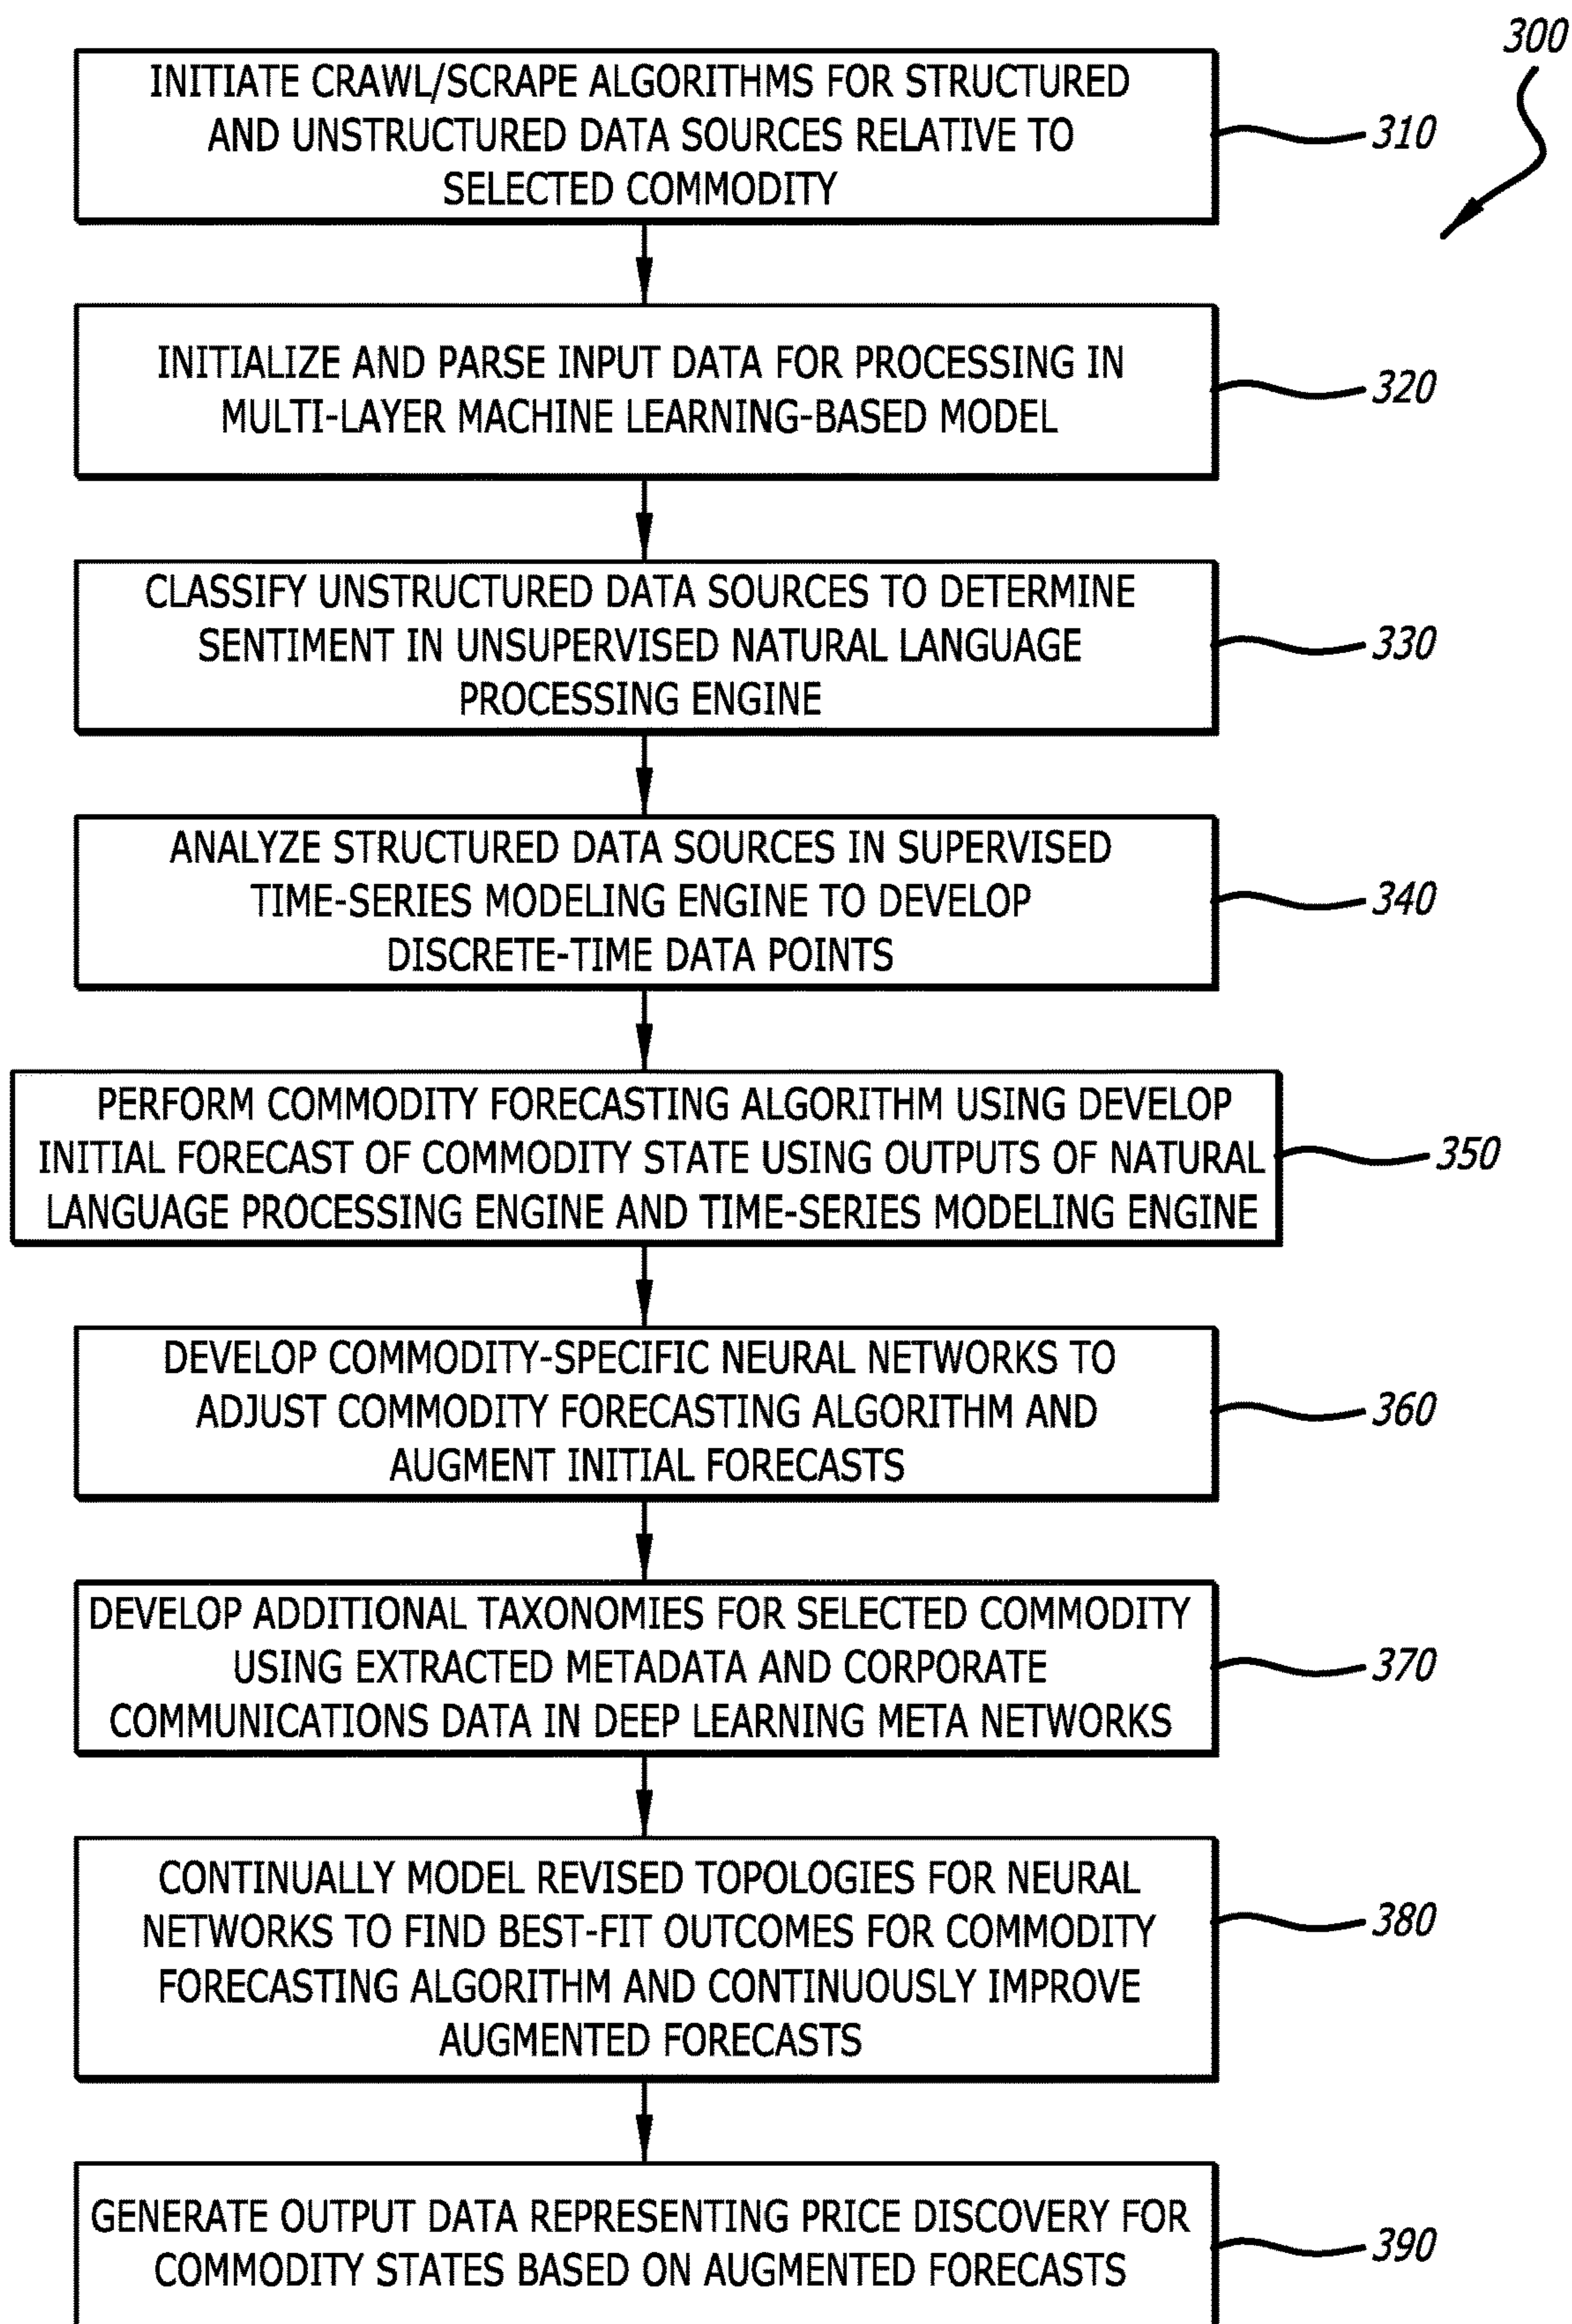 300
INITIATE CRAWL/SCRAPE ALGORITHMS FOR STRUCTURED
AND UNSTRUCTURED DATA SOURCES RELATIVE TO
SELECTED COMMODITY
310
INITIALIZE AND PARSE INPUT DATA FOR PROCESSING IN
MULTI-LAYER MACHINE LEARNING-BASED MODEL
320
CLASSIFY UNSTRUCTURED DATA SOURCES TO DETERMINE
SENTIMENT IN UNSUPERVISED NATURAL LANGUAGE
PROCESSING ENGINE
330
ANALYZE STRUCTURED DATA SOURCES IN SUPERVISED
TIME-SERIES MODELING ENGINE TO DEVELOP
DISCRETE-TIME DATA POINTS
340
PERFORM COMMODITY FORECASTING ALGORITHM USING DEVELOP
INITIAL FORECAST OF COMMODITY STATE USING OUTPUTS OF NATURAL
LANGUAGE PROCESSING ENGINE AND TIME-SERIES MODELING ENGINE
350
DEVELOP COMMODITY-SPECIFIC NEURAL NETWORKS TO
ADJUST COMMODITY FORECASTING ALGORITHM AND
AUGMENT INITIAL FORECASTS
360
DEVELOP ADDITIONAL TAXONOMIES FOR SELECTED COMMODITY
USING EXTRACTED METADATA AND CORPORATE
COMMUNICATIONS DATA IN DEEP LEARNING META NETWORKS
370
CONTINUALLY MODEL REVISED TOPOLOGIES FOR NEURAL
NETWORKS TO FIND BEST-FIT OUTCOMES FOR COMMODITY
FORECASTING ALGORITHM AND CONTINUOUSLY IMPROVE
AUGMENTED FORECASTS
380
GENERATE OUTPUT DATA REPRESENTING PRICE DISCOVERY FOR
COMMODITY STATES BASED ON AUGMENTED FORECASTS
390